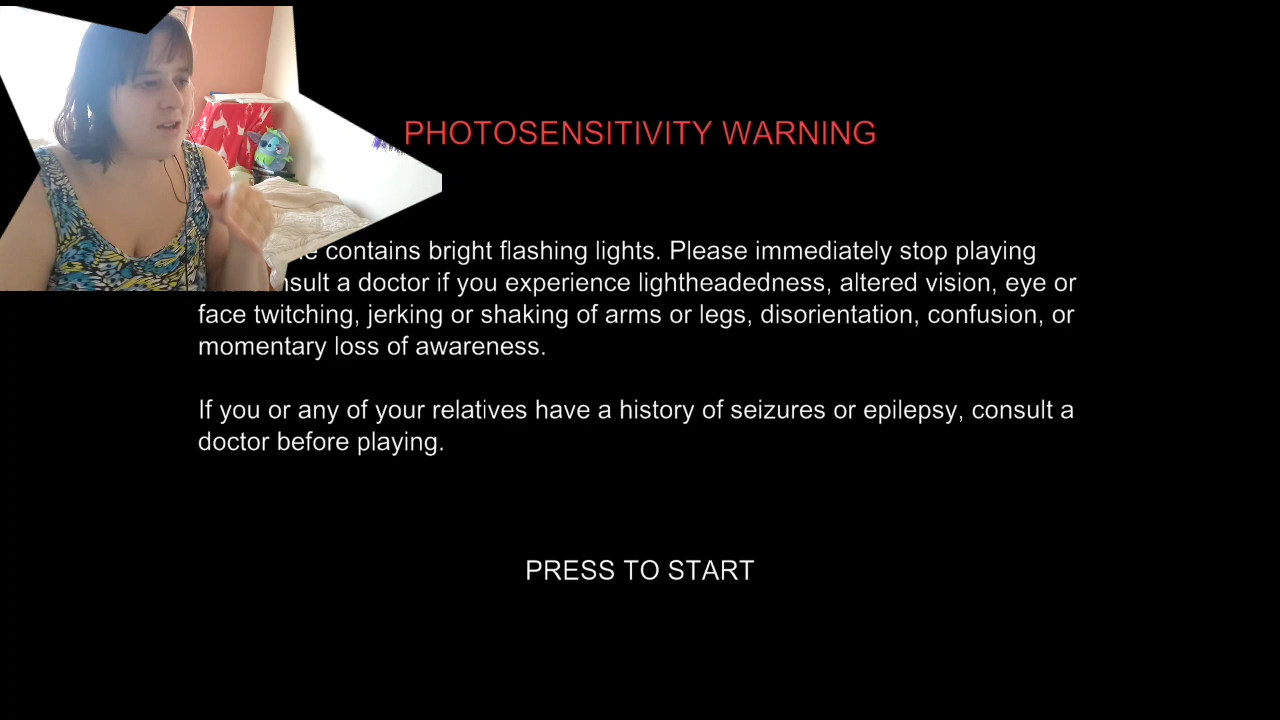 PHOTOSENSITIVITY WARNING
contains bright flashing lights. Please immediately stop playing
a doctor if you experience lightheadedness, altered vision, eye or
face twitching, jerking or shaking of arms or legs, disorientation, confusion, or
momentary loss of awareness.
If you or any of your relatives have a history of seizures or epilepsy, consult a
doctor before playing.
PRESS TO START